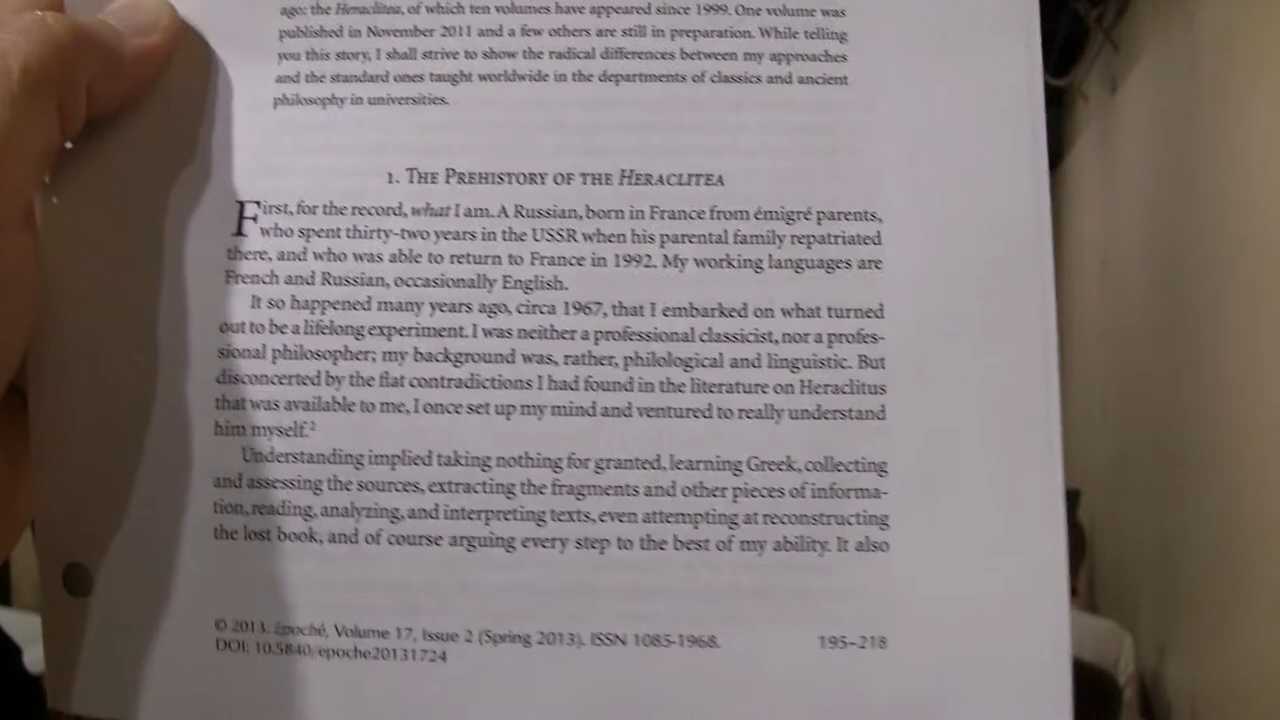 ago: the Heraclitea, of which ten volumes have appeared since 1999. One volume was
published in November 2011 and a few others are still in preparation. While telling
you this story, I shall strive to show the radical differences between my approaches
and the standard ones taught worldwide in the departments of classics and ancient
philosophy in universities.
1. THE PREHISTORY OF THE HERACLITEA
First, for the record, what I am. A Russian, born in France from émigré parents,
who spent thirty-two years in the USSR when his parental family repatriated
there, and who was able to return to France in 1992. My working languages are
French and Russian, occasionally English.
It so happened many years ago, circa 1967, that I embarked on what turned
out to be a lifelong experiment. I was neither a professional classicist, nor a profes-
sional philosopher; my background was, rather, philological and linguistic. But
disconcerted by the flat contradictions I had found in the literature on Heraclitus
that was available to me, I once set up my mind and ventured to really understand
him myself.²
Understanding implied taking nothing for granted, learning Greek, collecting
and assessing the sources, extracting the fragments and other pieces of informa-
tion, reading, analyzing, and interpreting texts, even attempting at reconstructing
the lost book, and of course arguing every step to the best of my ability. It also
© 2013. Epoché, Volume 17, Issue 2 (Spring 2013). ISSN 1085-1968. 195–218
DOI: 10.5840/epoche20131724